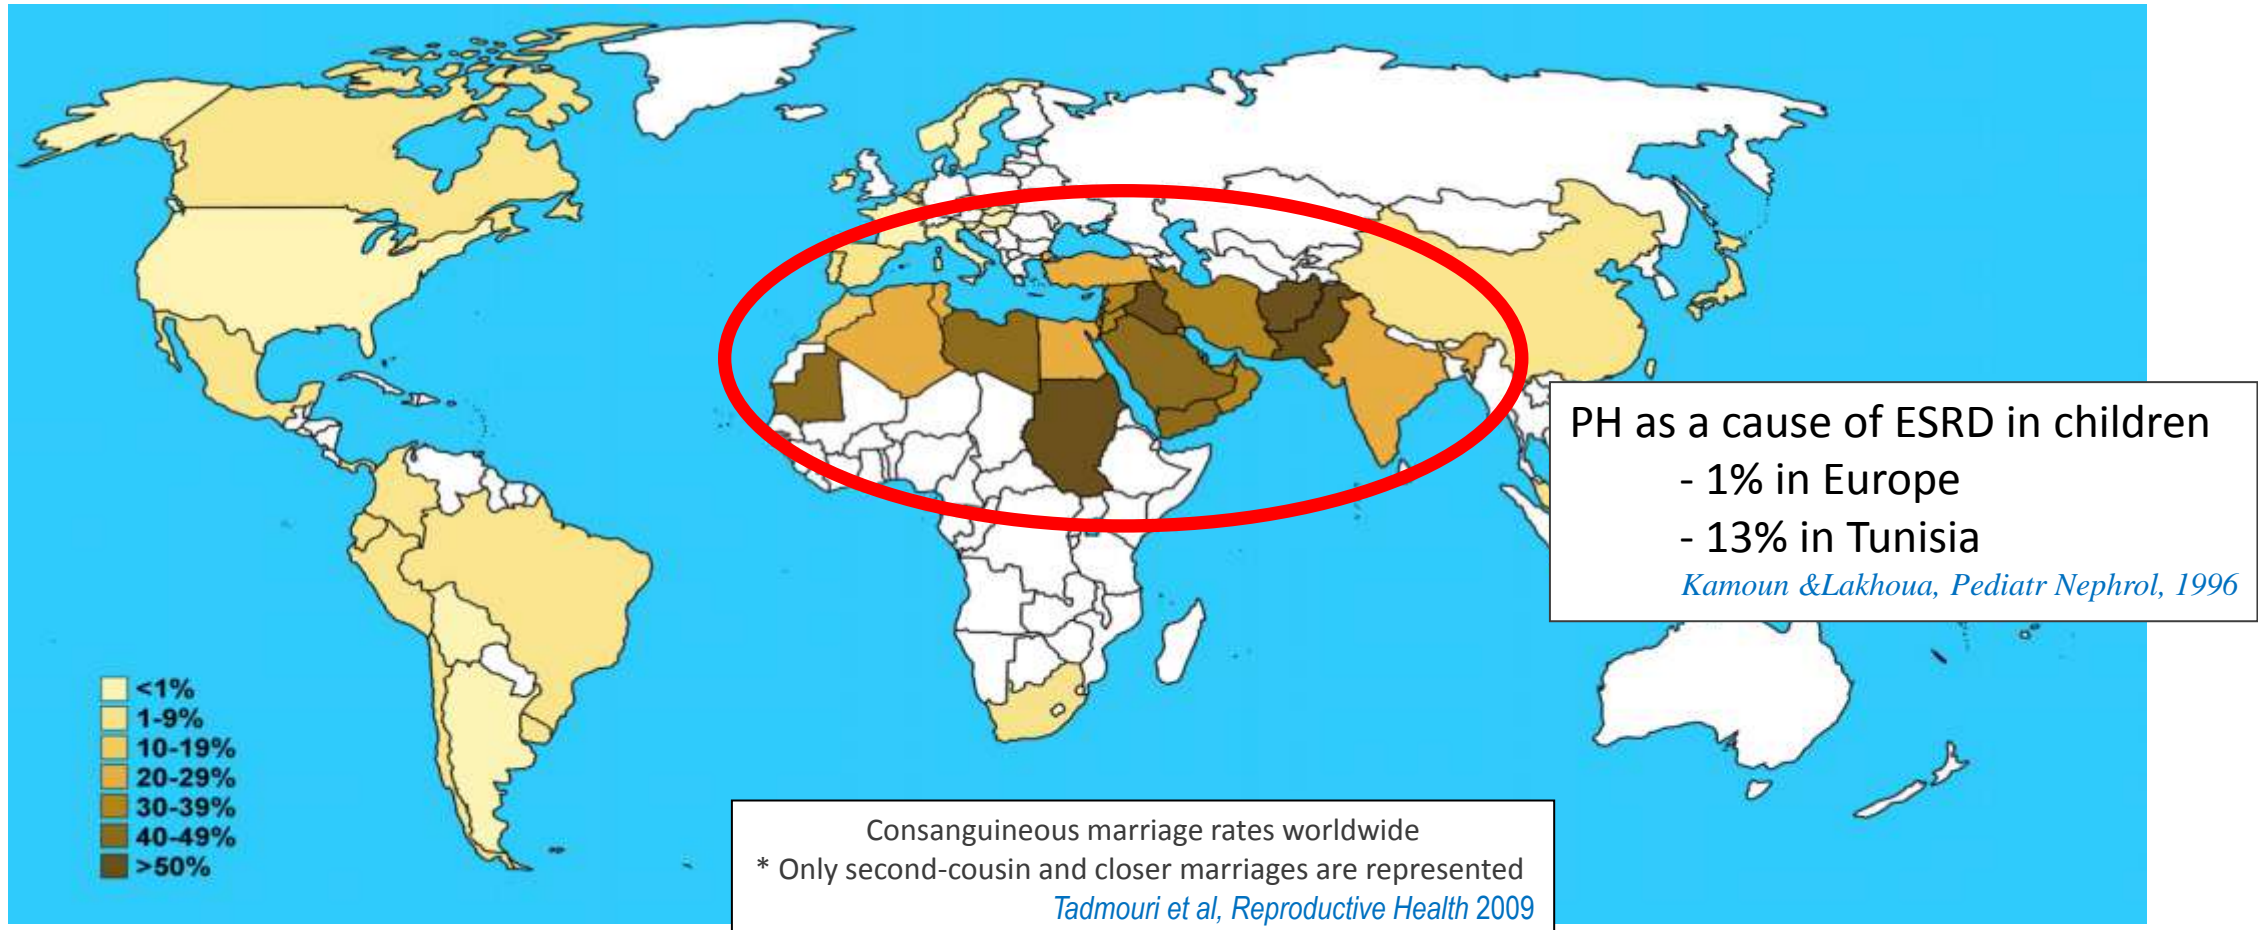 PH as a cause of ESRD in children
- 1% in Europe
- 13% in Tunisia
Kamoun &Lakhoua, Pediatr Nephrol, 1996
<1%
1-9%
10-19%
20-29%
30-39%
40-49%
>50%
Consanguineous marriage rates worldwide
* Only second-cousin and closer marriages are represented
Tadmouri et al, Reproductive Health 2009